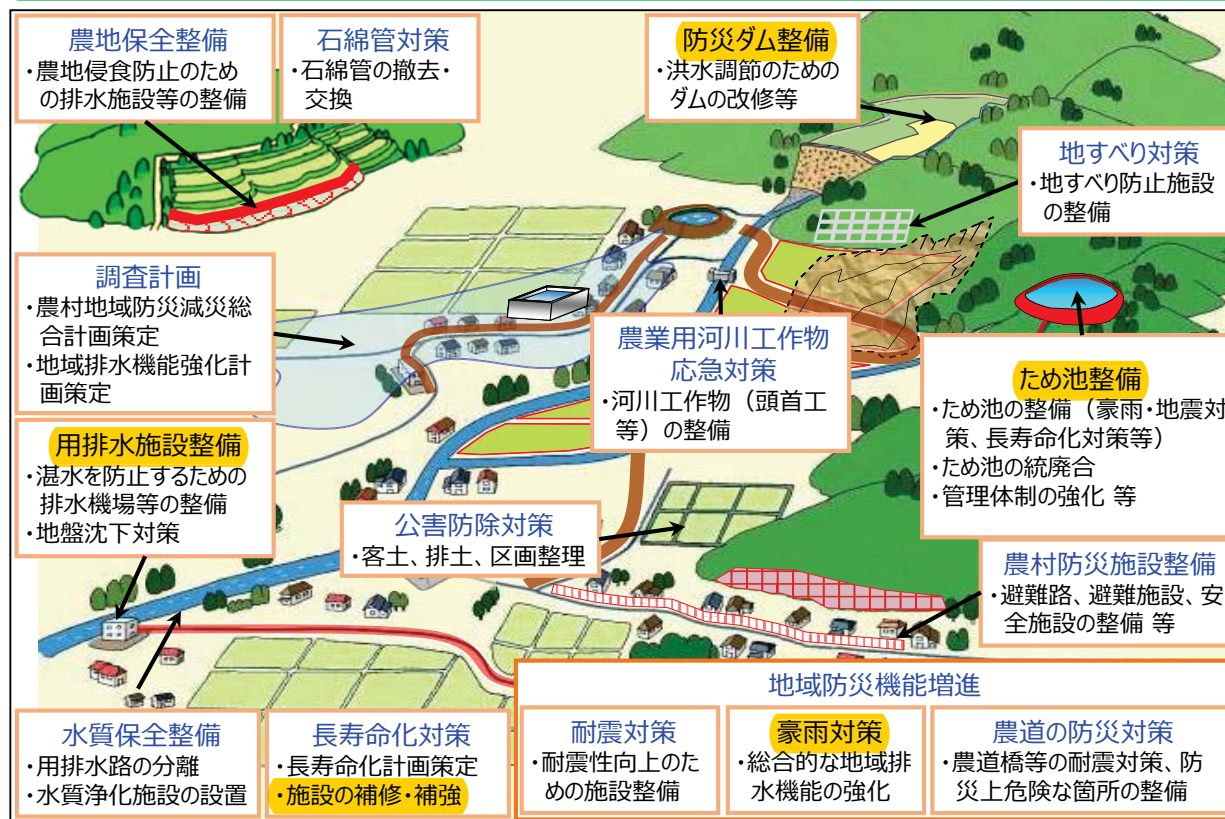 農地保全整備
・農地侵食防止のため
の排水施設等の整備
石綿管対策
・石綿管の撤去・
交換
防災ダム整備
・洪水調節のための
ダムの改修等
地すべり対策
・地すべり防止施設
の整備
調査計画
・農村地域防災減災総
合計画策定
・地域排水機能強化計
画策定
農業用河川工作物
応急対策
・河川工作物（頭首工
等）の整備
ため池整備
・ため池の整備（豪雨・地震対
策、長寿命化対策等）
・ため池の統廃合
・管理体制の強化 等
用排水施設整備
・湛水を防止するための
排水機場等の整備
・地盤沈下対策
公害防除対策
・客土、排土、区画整理
農村防災施設整備
・避難路、避難施設、安
全施設の整備 等
水質保全整備
・用排水路の分離
・水質浄化施設の設置
長寿命化対策
・長寿命化計画策定
・施設の補修・補強
地域防災機能増進
耐震対策
・耐震性向上のた
めの施設整備
豪雨対策
・総合的な地域排
水機能の強化
農道の防災対策
・農道橋等の耐震対策、防
災上危険な箇所の整備